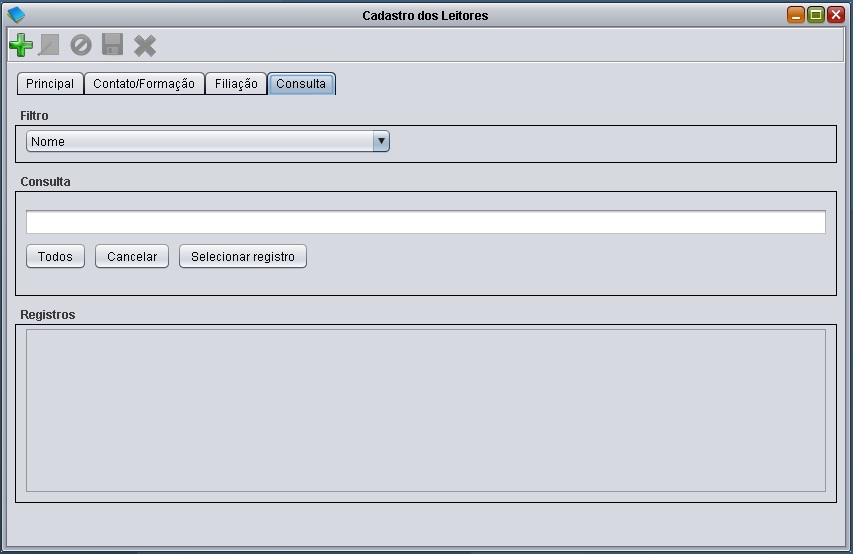 Cadastro dos Leitores
Principal Contato/Formação Filiação Consulta
Filtro
Nome
Consulta
Todos Cancelar Selecionar registro
Registros